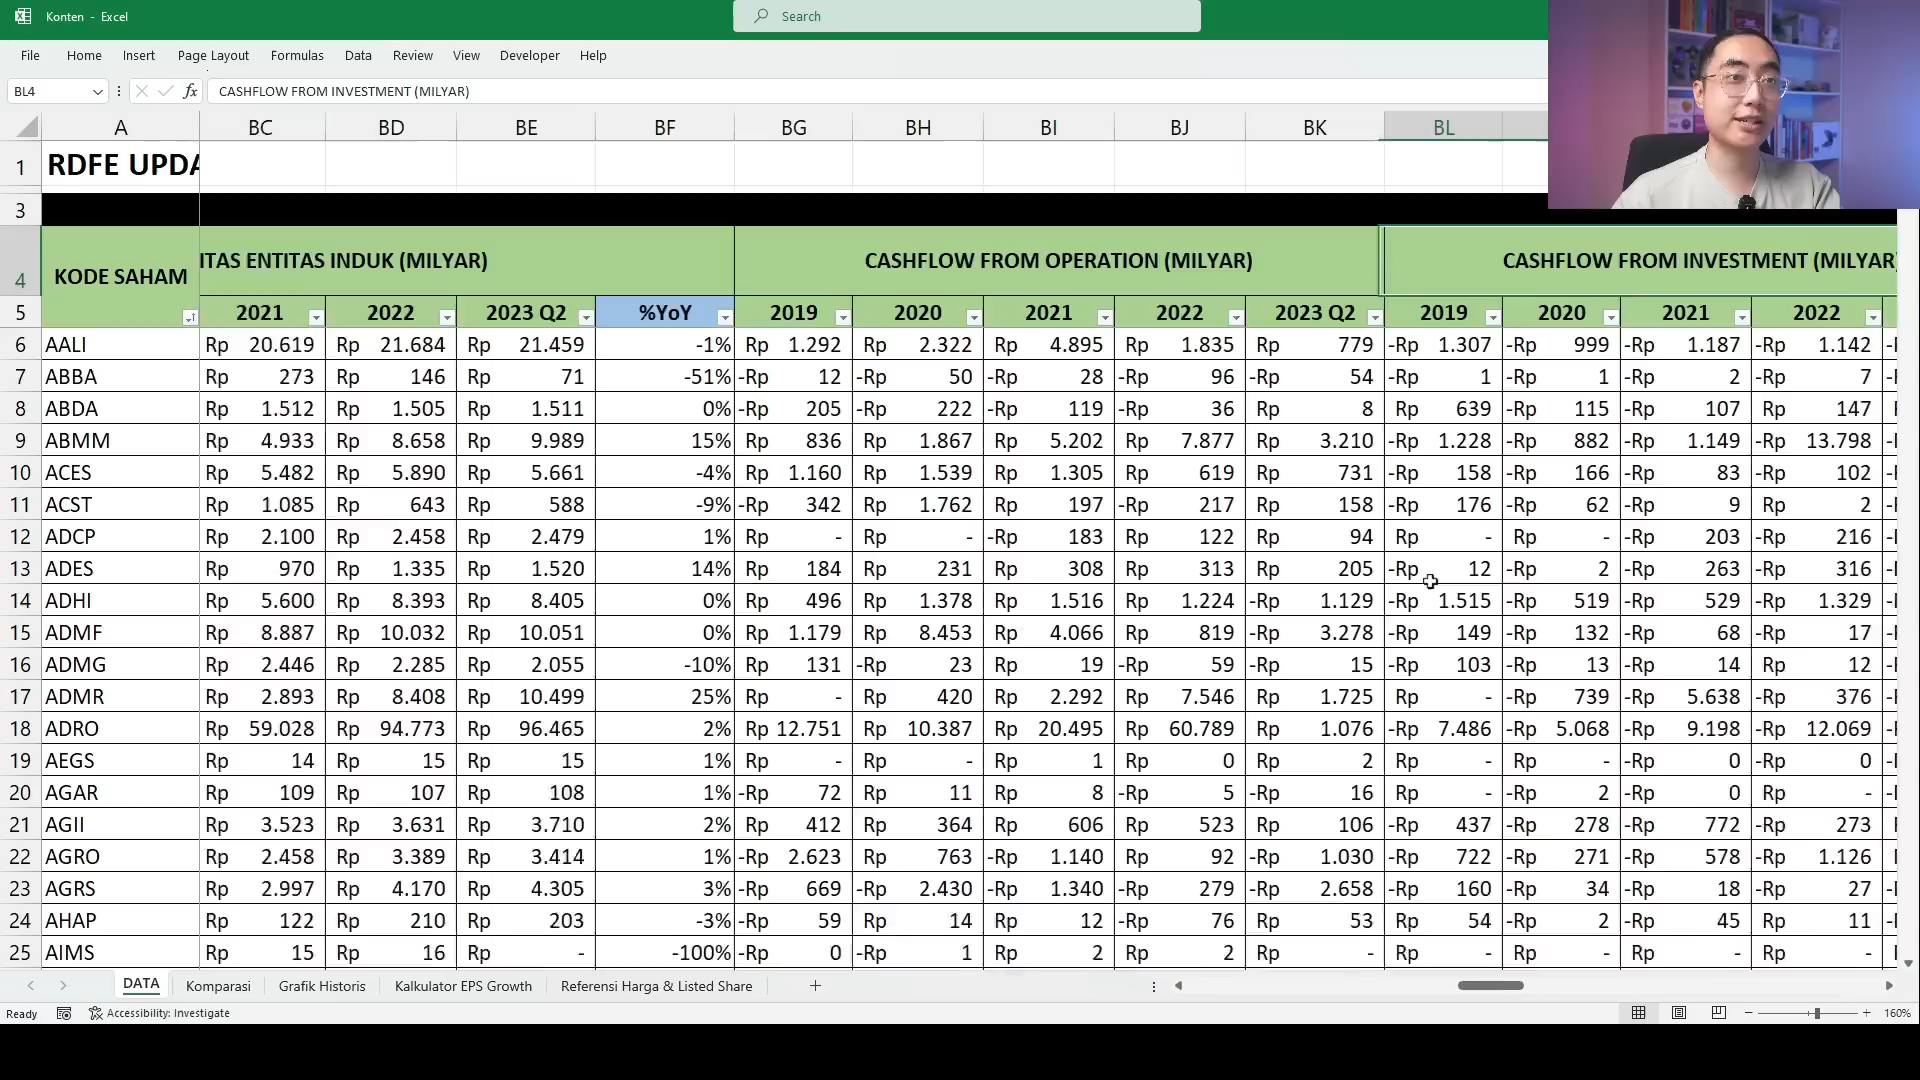 Konten - Excel
Search
File Home Insert Page Layout Formulas Data Review View Developer Help
BL4 fx CASHFLOW FROM INVESTMENT (MILYAR)
A BC BD BE BF BG BH BI BJ BK BL
1 RDFE UPDA
3
4 KODE SAHAM ITAS ENTITAS INDUK (MILYAR) CASHFLOW FROM OPERATION (MILYAR) CASHFLOW FROM INVESTMENT (MILYAR
5 2021 2022 2023 Q2 %YoY 2019 2020 2021 2022 2023 Q2 2019 2020 2021 2022
6 AALI Rp 20.619 Rp 21.684 Rp 21.459 -1% Rp 1.292 Rp 2.322 Rp 4.895 Rp 1.835 Rp 779 -Rp 1.307 -Rp 999 -Rp 1.187 -Rp 1.142
7 ABBA Rp 273 Rp 146 Rp 71 -51% -Rp 12 -Rp 50 -Rp 28 -Rp 96 -Rp 54 -Rp 1 -Rp 1 -Rp 2 -Rp 7
8 ABDA Rp 1.512 Rp 1.505 Rp 1.511 0% -Rp 205 -Rp 222 -Rp 119 -Rp 36 Rp 8 Rp 639 Rp 115 Rp 107 Rp 147
9 ABMM Rp 4.933 Rp 8.658 Rp 9.989 15% Rp 836 Rp 1.867 Rp 5.202 Rp 7.877 Rp 3.210 -Rp 1.228 -Rp 882 -Rp 1.149 -Rp 13.798
10 ACES Rp 5.482 Rp 5.890 Rp 5.661 -4% Rp 1.160 Rp 1.539 Rp 1.305 Rp 619 Rp 731 -Rp 158 -Rp 166 -Rp 83 -Rp 102
11 ACST Rp 1.085 Rp 643 Rp 588 -9% -Rp 342 Rp 1.762 Rp 197 -Rp 217 -Rp 158 -Rp 176 -Rp 62 -Rp 9 -Rp 2
12 ADCP Rp 2.100 Rp 2.458 Rp 2.479 1% Rp - Rp - -Rp 183 Rp 122 Rp 94 Rp - Rp - -Rp 203 -Rp 216
13 ADES Rp 970 Rp 1.335 Rp 1.520 14% Rp 184 Rp 231 Rp 308 Rp 313 Rp 205 -Rp 12 -Rp 2 -Rp 263 -Rp 316
14 ADHI Rp 5.600 Rp 8.393 Rp 8.405 0% Rp 496 Rp 1.378 Rp 1.516 Rp 1.224 -Rp 1.129 -Rp 1.515 -Rp 519 -Rp 529 -Rp 1.329
15 ADMF Rp 8.887 Rp 10.032 Rp 10.051 0% Rp 1.179 Rp 8.453 Rp 4.066 Rp 819 -Rp 3.278 -Rp 149 -Rp 132 -Rp 68 -Rp 17
16 ADMG Rp 2.446 Rp 2.285 Rp 2.055 -10% Rp 131 -Rp 23 Rp 19 -Rp 59 -Rp 15 -Rp 103 -Rp 13 -Rp 14 Rp 12
17 ADMR Rp 2.893 Rp 8.408 Rp 10.499 25% Rp - Rp 420 Rp 2.292 Rp 7.546 Rp 1.725 Rp - -Rp 739 -Rp 5.638 -Rp 376
18 ADRO Rp 59.028 Rp 94.773 Rp 96.465 2% Rp 12.751 Rp 10.387 Rp 20.495 Rp 60.789 Rp 1.076 -Rp 7.486 -Rp 5.068 -Rp 9.198 -Rp 12.069
19 AEGS Rp 14 Rp 15 Rp 15 1% Rp - Rp - Rp 1 Rp 0 Rp 2 Rp - Rp - -Rp 0 -Rp 0
20 AGAR Rp 109 Rp 107 Rp 108 1% -Rp 72 Rp 11 Rp 8 -Rp 5 -Rp 16 Rp - -Rp 2 -Rp 0 Rp -
21 AGII Rp 3.523 Rp 3.631 Rp 3.710 2% Rp 412 Rp 364 Rp 606 Rp 523 Rp 106 -Rp 437 -Rp 278 -Rp 772 -Rp 273
22 AGRO Rp 2.458 Rp 3.389 Rp 3.414 1% -Rp 2.623 Rp 763 -Rp 1.140 Rp 92 -Rp 1.030 -Rp 722 -Rp 271 -Rp 578 -Rp 1.126
23 AGRS Rp 2.997 Rp 4.170 Rp 4.305 3% -Rp 669 -Rp 2.430 -Rp 1.340 -Rp 279 -Rp 2.658 -Rp 160 -Rp 34 -Rp 18 -Rp 27
24 AHAP Rp 122 Rp 210 Rp 203 -3% -Rp 59 Rp 14 Rp 12 -Rp 76 Rp 53 Rp 54 -Rp 2 -Rp 45 -Rp 11
25 AIMS Rp 15 Rp 16 Rp - -100% -Rp 0 -Rp 1 Rp 2 Rp 2 Rp - Rp - Rp - Rp - Rp -
DATA Komparasi Grafik Historis Kalkulator EPS Growth Referensi Harga & Listed Share
Ready Accessibility: Investigate 160%